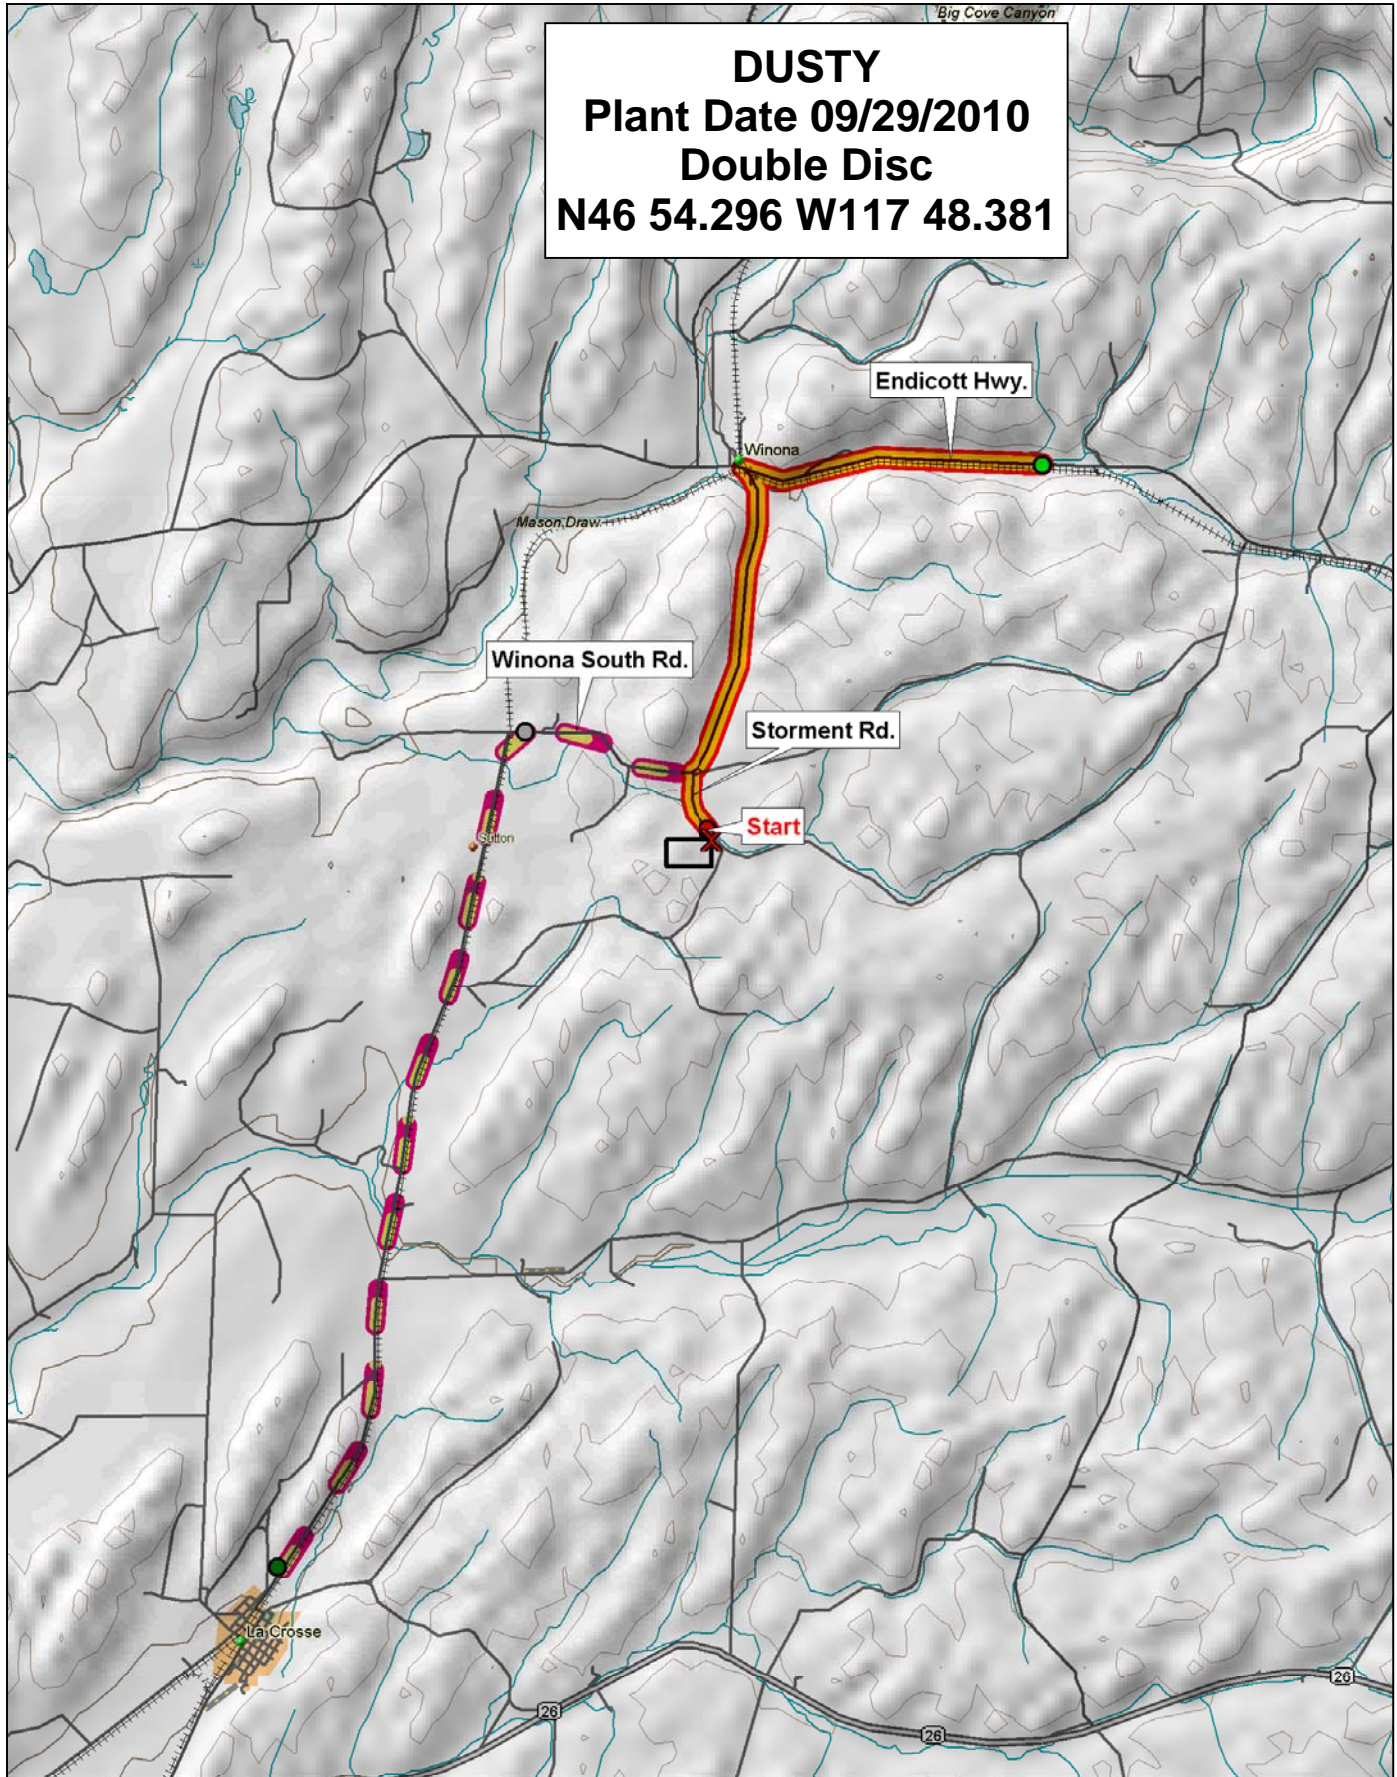 Big Cove Canyon
DUSTY
Plant Date 09/29/2010
Double Disc
N46 54.296 W117 48.381
Endicott Hwy.
Winona
Mason Draw
Winona South Rd.
Storment Rd.
Start
Sutton
La Crosse
26
26
26